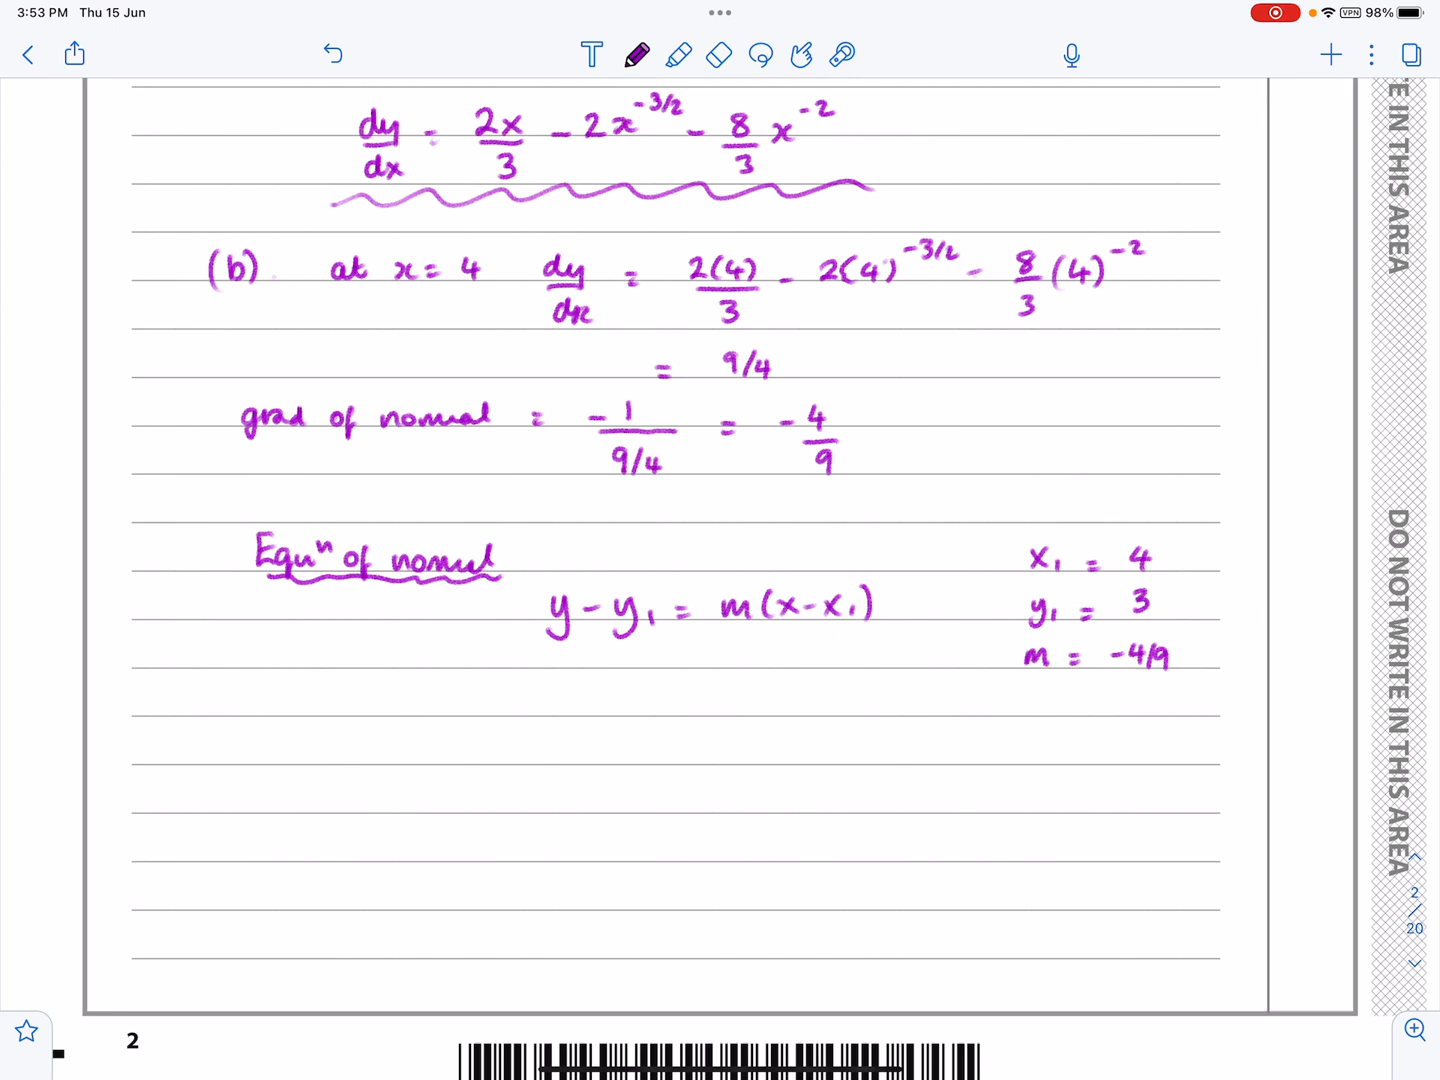 3:53 PM Thu 15 Jun
VPN 98%
dy/dx = 2x/3 - 2x^-3/2 - 8/3 x^-2
(b) at x = 4 dy/dx = 2(4)/3 - 2(4)^-3/2 - 8/3 (4)^-2
= 9/4
grad of normal = -1/(9/4) = -4/9
Equⁿ of normal
y - y₁ = m(x - x₁)
x₁ = 4
y₁ = 3
m = -4/9
E IN THIS AREA
DO NOT WRITE IN THIS AREA
2
/
20
2